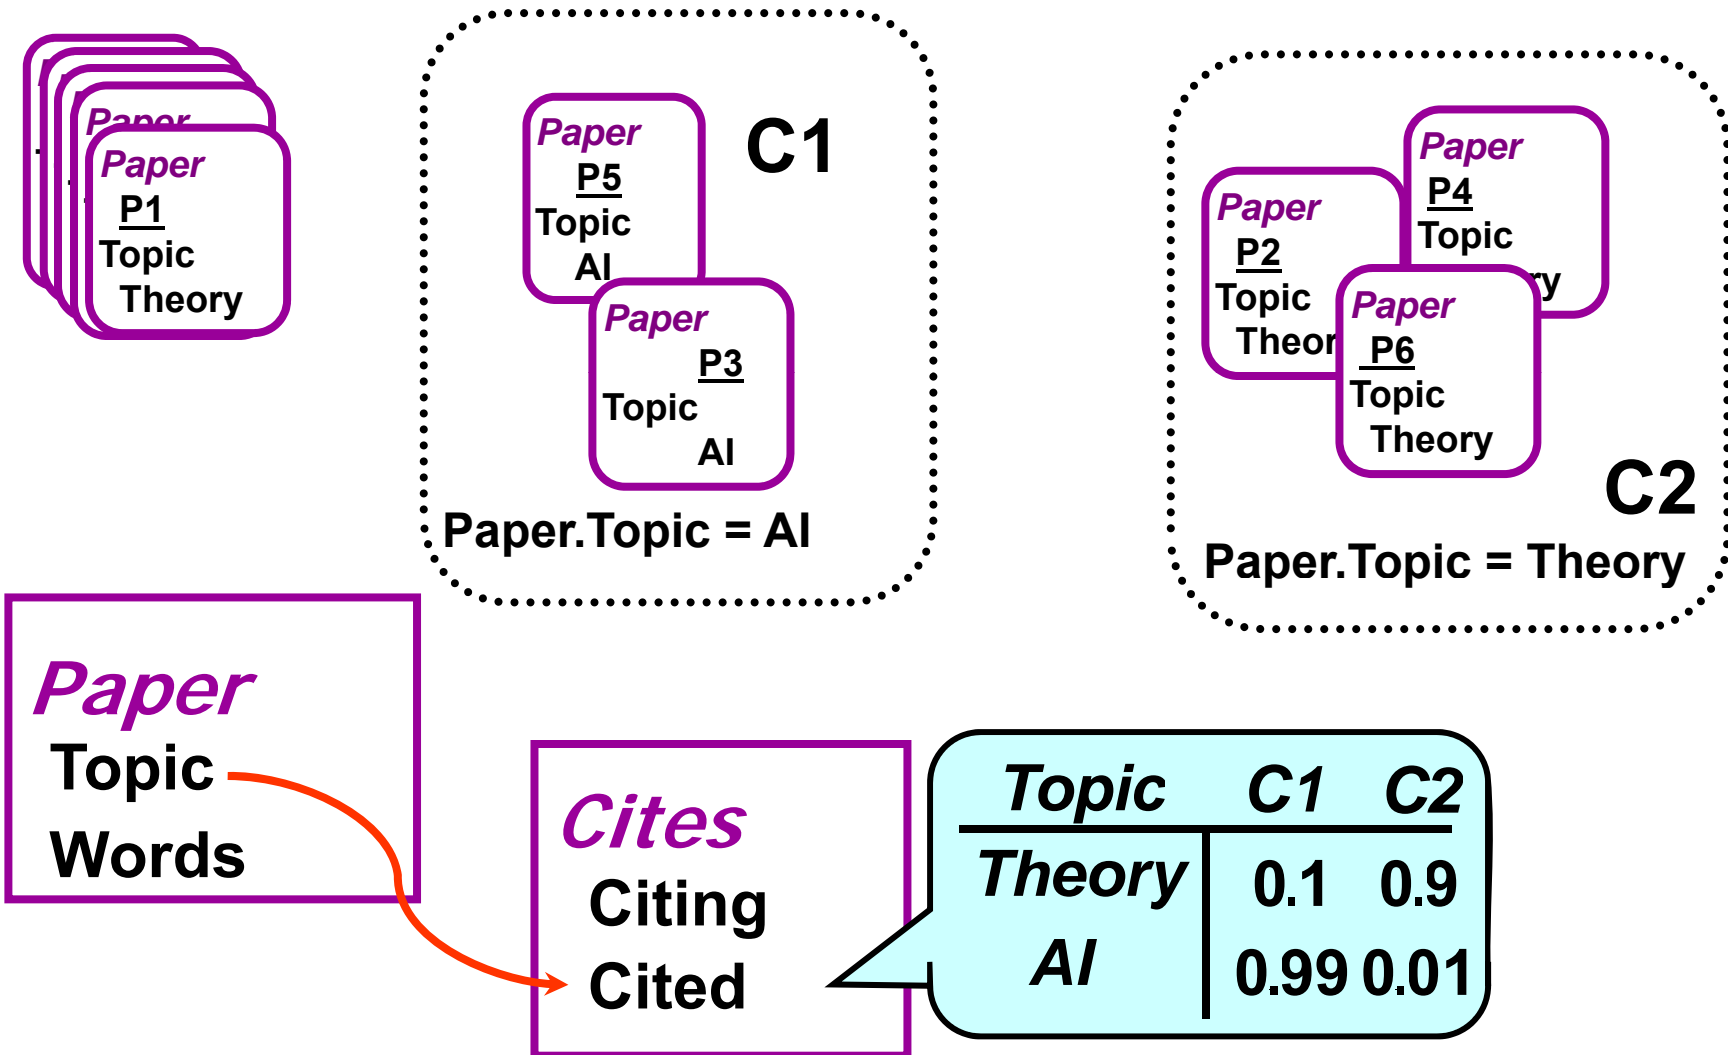 Paper
Paper
P1
Topic
Theory
Paper
P5
Topic
AI
C1
Paper
P3
Topic
AI
Paper.Topic = AI
Paper
P4
Topic
ry
Paper
P2
Topic
Theor
Paper
P6
Topic
Theory
C2
Paper.Topic = Theory
Paper
Topic
Words
Cites
Citing
Cited
Topic C1 C2
Theory 0.1 0.9
AI 0.99 0.01